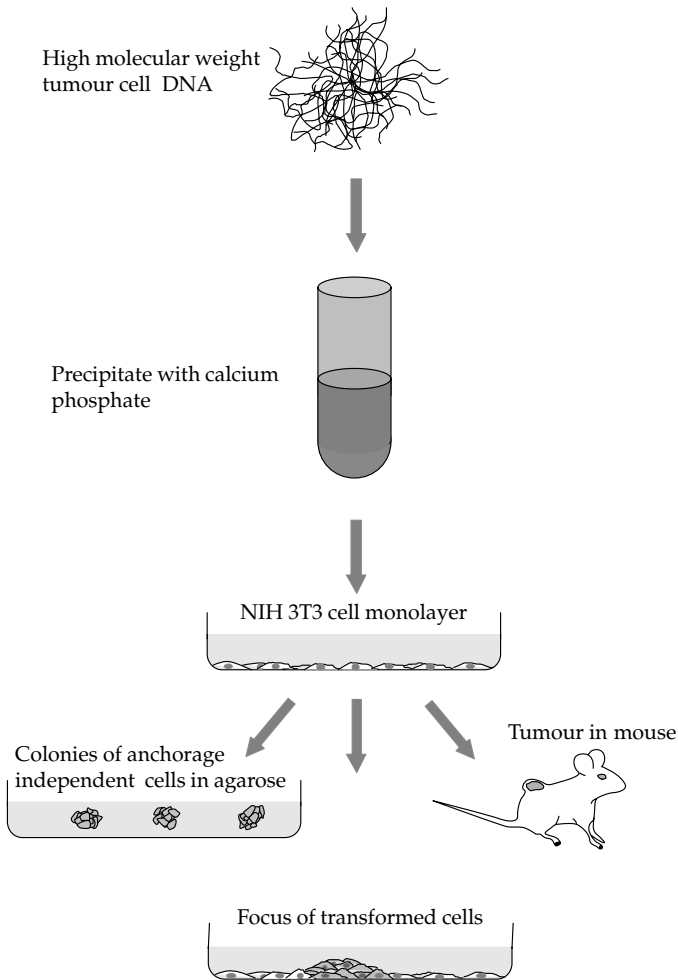 High molecular weight
tumour cell DNA
Precipitate with calcium
phosphate
NIH 3T3 cell monolayer
Tumour in mouse
Colonies of anchorage
independent cells in agarose
Focus of transformed cells